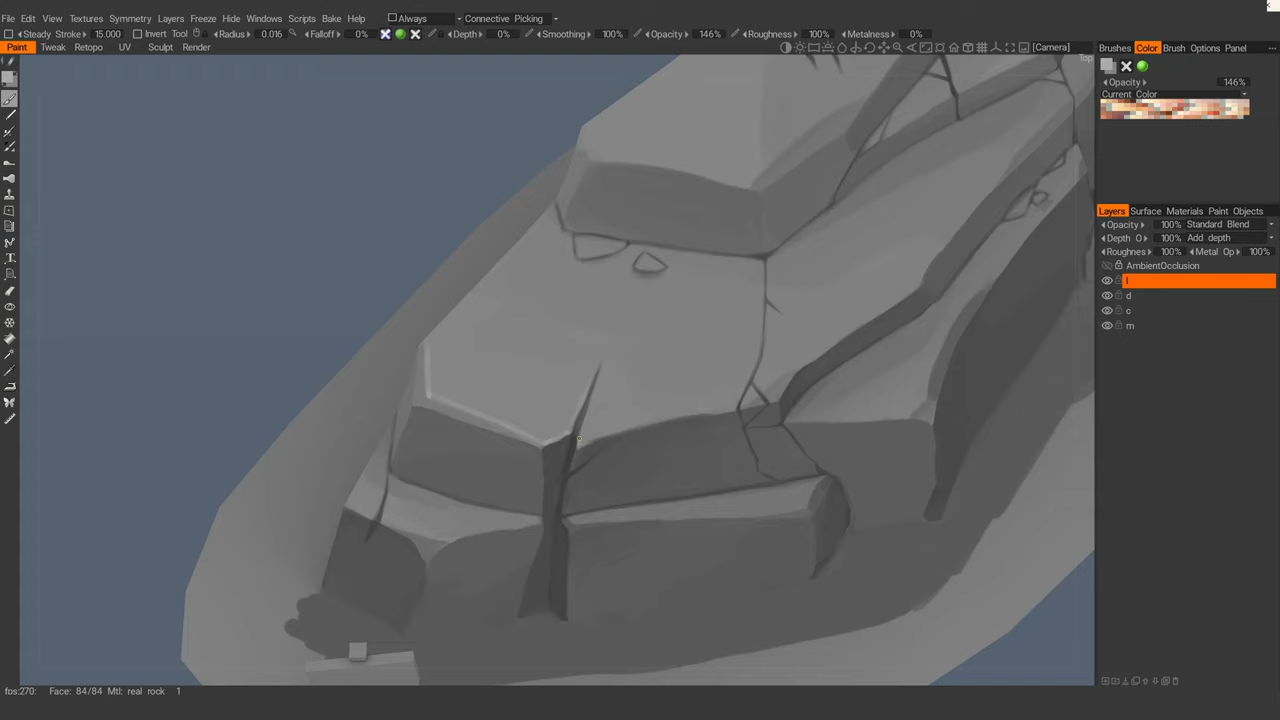 File Edit View Textures Symmetry Layers Freeze Hide Windows Scripts Bake Help Always Connective Picking
Steady Stroke 15.000 Invert Tool Radius 0.016 Falloff 0% Depth 0% Smoothing 100% Opacity 146% Roughness 100% Metalness 0%
Paint Tweak Retopo UV Sculpt Render [Camera] Brushes Color Brush Options Panel
Top
Opacity 146%
Current Color
Layers Surface Materials Paint Objects
Opacity 100% Standard Blend
Depth O 100% Add depth
Roughness 100% Metal Op 100%
AmbientOcclusion
l
d
c
m
fps:270: Face: 84/84 Mtl: real rock 1